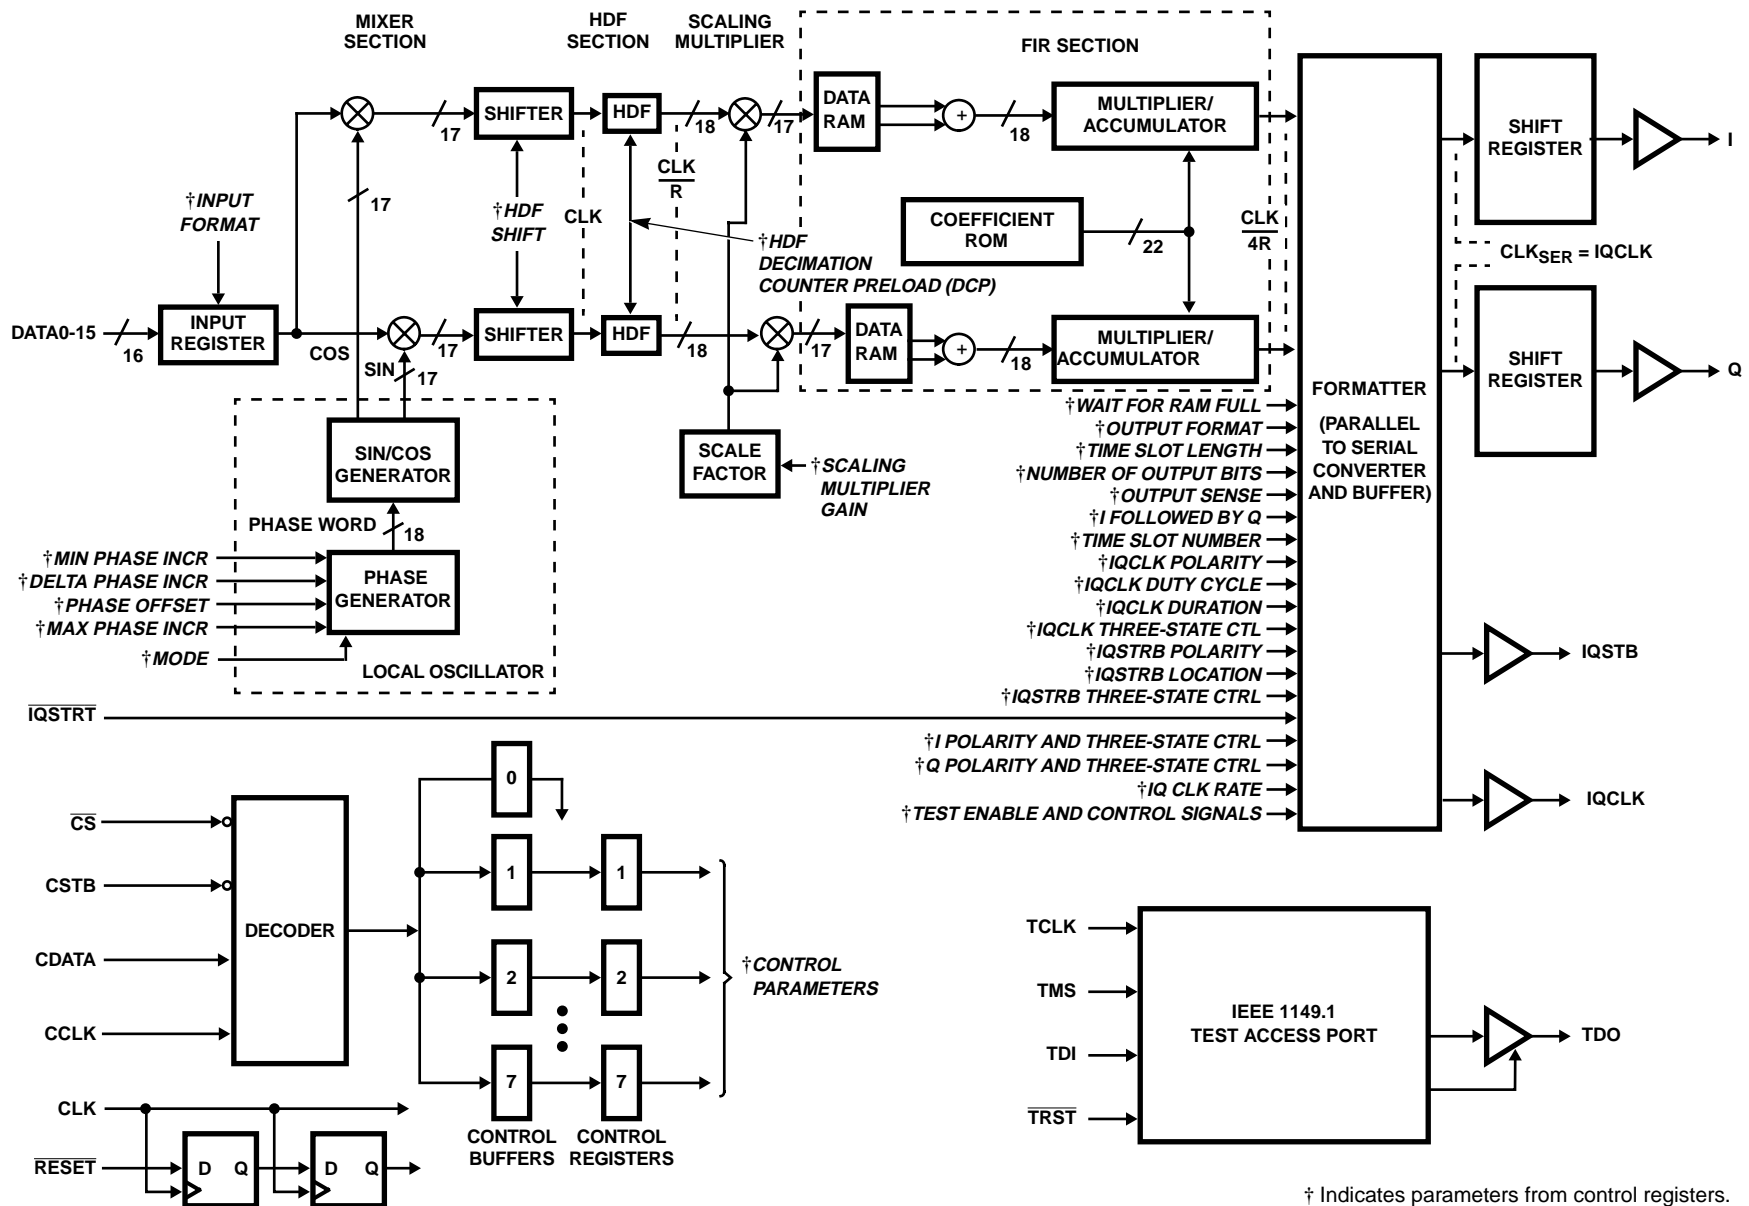 MIXER
SECTION
HDF
SECTION
SCALING
MULTIPLIER
FIR SECTION
SHIFTER
HDF
DATA
RAM
+
MULTIPLIER/
ACCUMULATOR
SHIFT
REGISTER
I
17
17
18
17
18
17
†INPUT
FORMAT
†HDF
SHIFT
CLK
CLK
R
†HDF
DECIMATION
COUNTER PRELOAD (DCP)
COEFFICIENT
ROM
22
CLK
4R
CLKSER = IQCLK
DATA0-15
16
INPUT
REGISTER
COS
SIN
17
17
SHIFTER
HDF
18
17
DATA
RAM
+
18
MULTIPLIER/
ACCUMULATOR
SHIFT
REGISTER
Q
SIN/COS
GENERATOR
PHASE WORD
18
PHASE
GENERATOR
LOCAL OSCILLATOR
†MIN PHASE INCR
†DELTA PHASE INCR
†PHASE OFFSET
†MAX PHASE INCR
†MODE
SCALE
FACTOR
†SCALING
MULTIPLIER
GAIN
†WAIT FOR RAM FULL
†OUTPUT FORMAT
†TIME SLOT LENGTH
†NUMBER OF OUTPUT BITS
†OUTPUT SENSE
†I FOLLOWED BY Q
†TIME SLOT NUMBER
†IQCLK POLARITY
†IQCLK DUTY CYCLE
†IQCLK DURATION
†IQCLK THREE-STATE CTL
†IQSTRB POLARITY
†IQSTRB LOCATION
†IQSTRB THREE-STATE CTRL
†I POLARITY AND THREE-STATE CTRL
†Q POLARITY AND THREE-STATE CTRL
†IQ CLK RATE
†TEST ENABLE AND CONTROL SIGNALS
FORMATTER
(PARALLEL
TO SERIAL
CONVERTER
AND BUFFER)
IQSTB
IQCLK
IQSTRT
CS
CSTB
CDATA
CCLK
DECODER
0
1
1
2
2
7
7
†CONTROL
PARAMETERS
CONTROL
BUFFERS
CONTROL
REGISTERS
CLK
RESET
D Q
D Q
TCLK
TMS
TDI
TRST
IEEE 1149.1
TEST ACCESS PORT
TDO
† Indicates parameters from control registers.